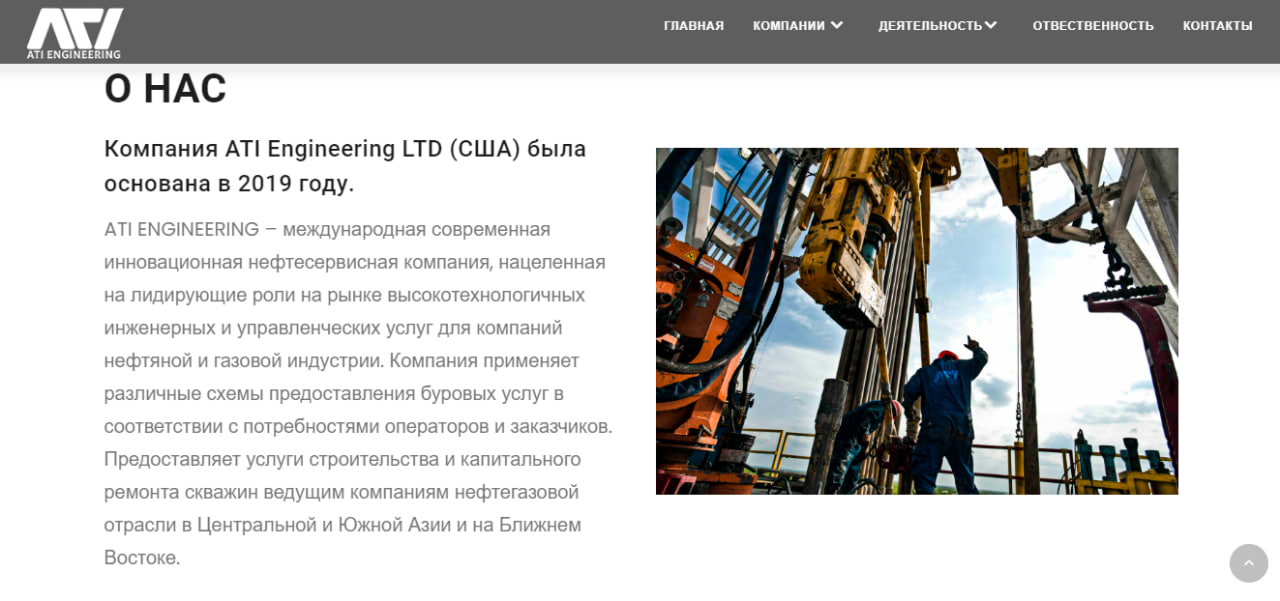 ATI
ATI ENGINEERING
ГЛАВНАЯ КОМПАНИИ ДЕЯТЕЛЬНОСТЬ ОТВЕСТВЕННОСТЬ КОНТАКТЫ
О НАС
Компания ATI Engineering LTD (США) была
основана в 2019 году.
ATI ENGINEERING – международная современная
инновационная нефтесервисная компания, нацеленная
на лидирующие роли на рынке высокотехнологичных
инженерных и управленческих услуг для компаний
нефтяной и газовой индустрии. Компания применяет
различные схемы предоставления буровых услуг в
соответствии с потребностями операторов и заказчиков.
Предоставляет услуги строительства и капитального
ремонта скважин ведущим компаниям нефтегазовой
отрасли в Центральной и Южной Азии и на Ближнем
Востоке.